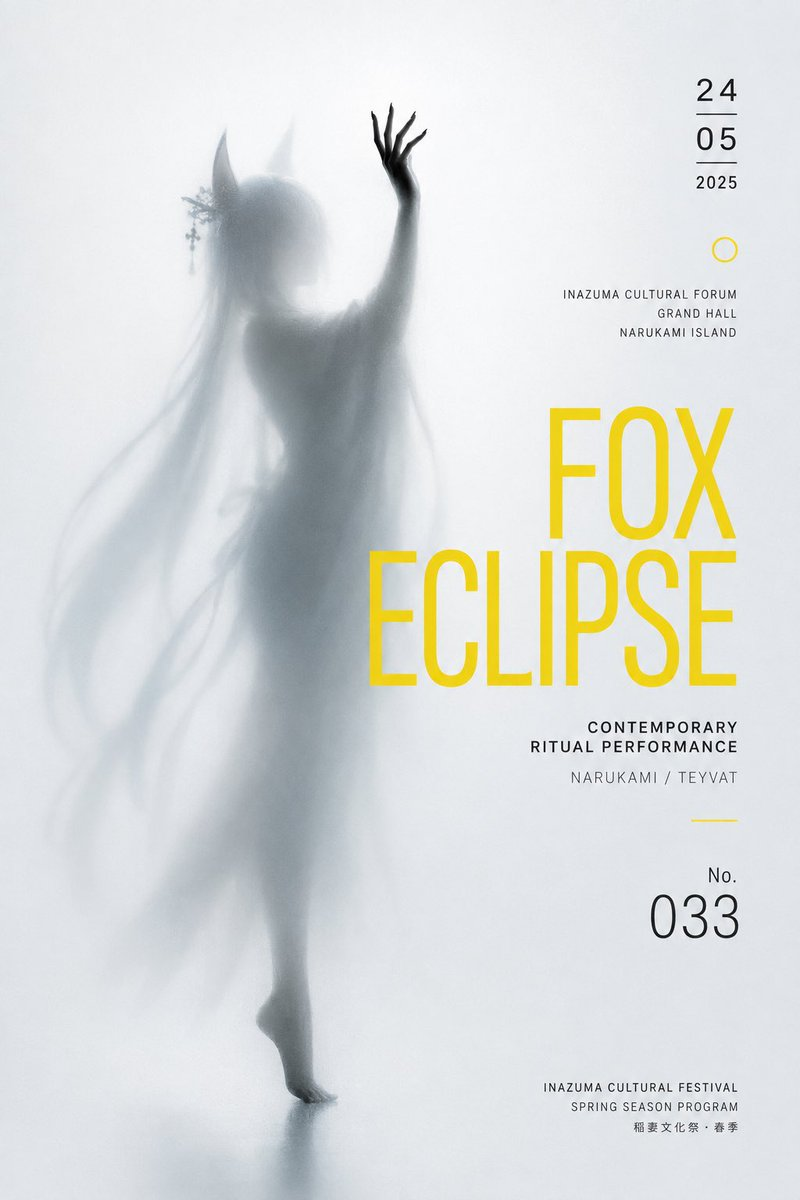 24
05
2025
INAZUMA CULTURAL FORUM
GRAND HALL
NARUKAMI ISLAND
FOX
ECLIPSE
CONTEMPORARY
RITUAL PERFORMANCE
NARUKAMI / TEYVAT
No.
033
INAZUMA CULTURAL FESTIVAL
SPRING SEASON PROGRAM
稲妻文化祭・春季